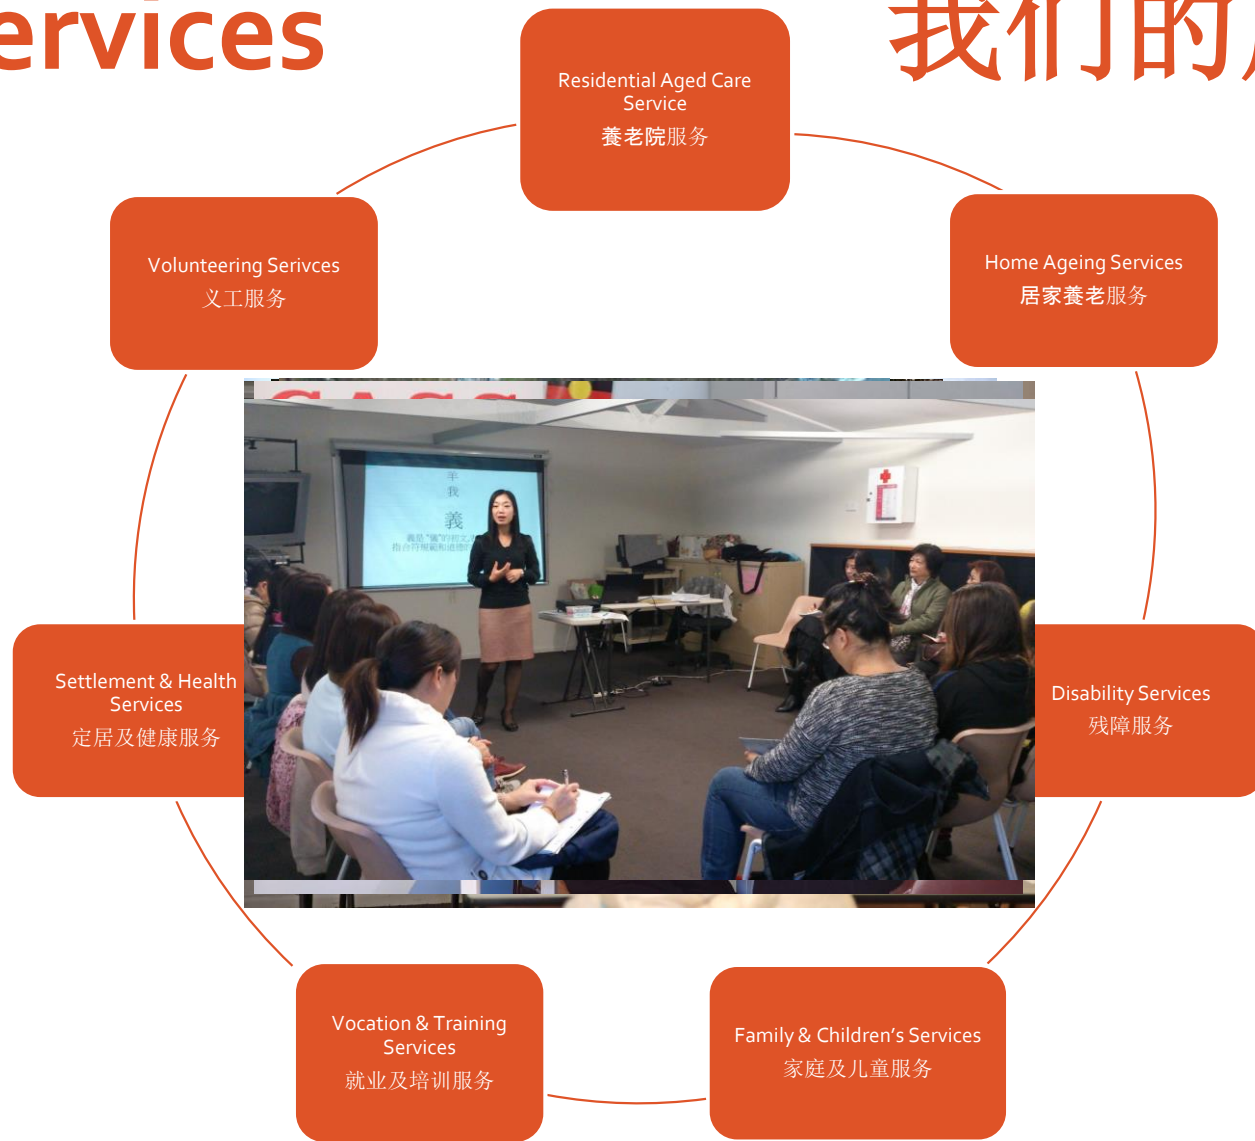 ervices
我们的
Residential Aged Care
Service
養老院服务
Home Ageing Services
居家養老服务
Disability Services
残障服务
Family & Children's Services
家庭及儿童服务
Vocation & Training
Services
就业及培训服务
Settlement & Health
Services
定居及健康服务
Volunteering Serivces
义工服务
我
義